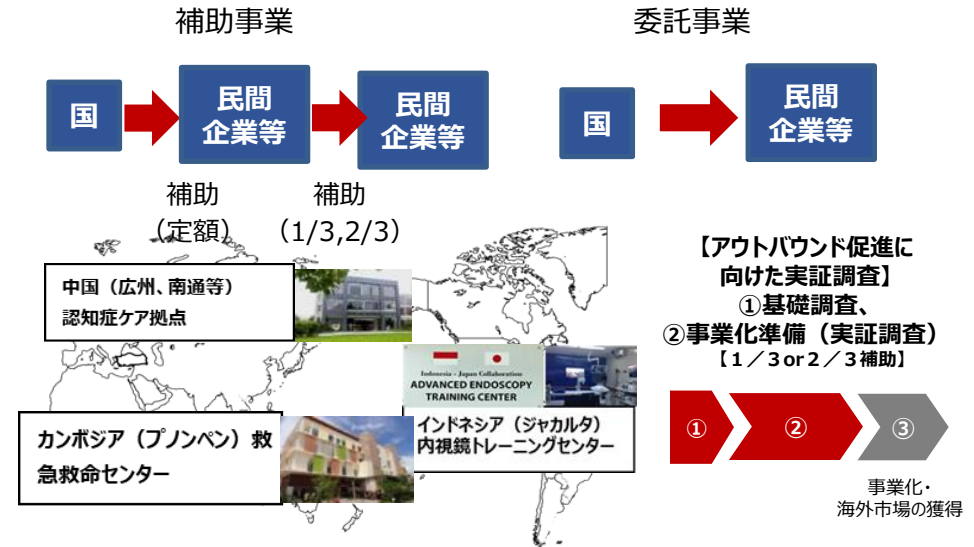 補助事業
委託事業
国
民間
企業等
民間
企業等
国
民間
企業等
補助
（定額）
補助
（1/3,2/3）
中国（広州、南通等）
認知症ケア拠点
Indonesia - Japan Collaboration
ADVANCED ENDOSCOPY
TRAINING CENTER
インドネシア（ジャカルタ）
内視鏡トレーニングセンター
カンボジア（プノンペン）救
急救命センター
【アウトバウンド促進に
向けた実証調査】
①基礎調査、
②事業化準備（実証調査）
【１／３or２／３補助】
①
②
③
事業化・
海外市場の獲得